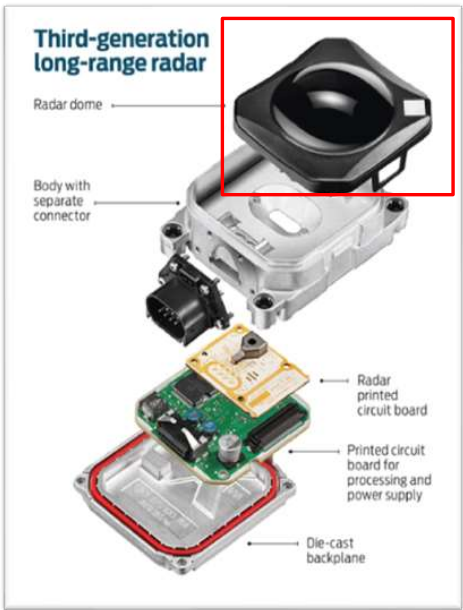 Third-generation
long-range radar
Radar dome
Body with
separate
connector
Radar
printed
circuit board
Printed circuit
board for
processing and
power supply
Die-cast
backplane